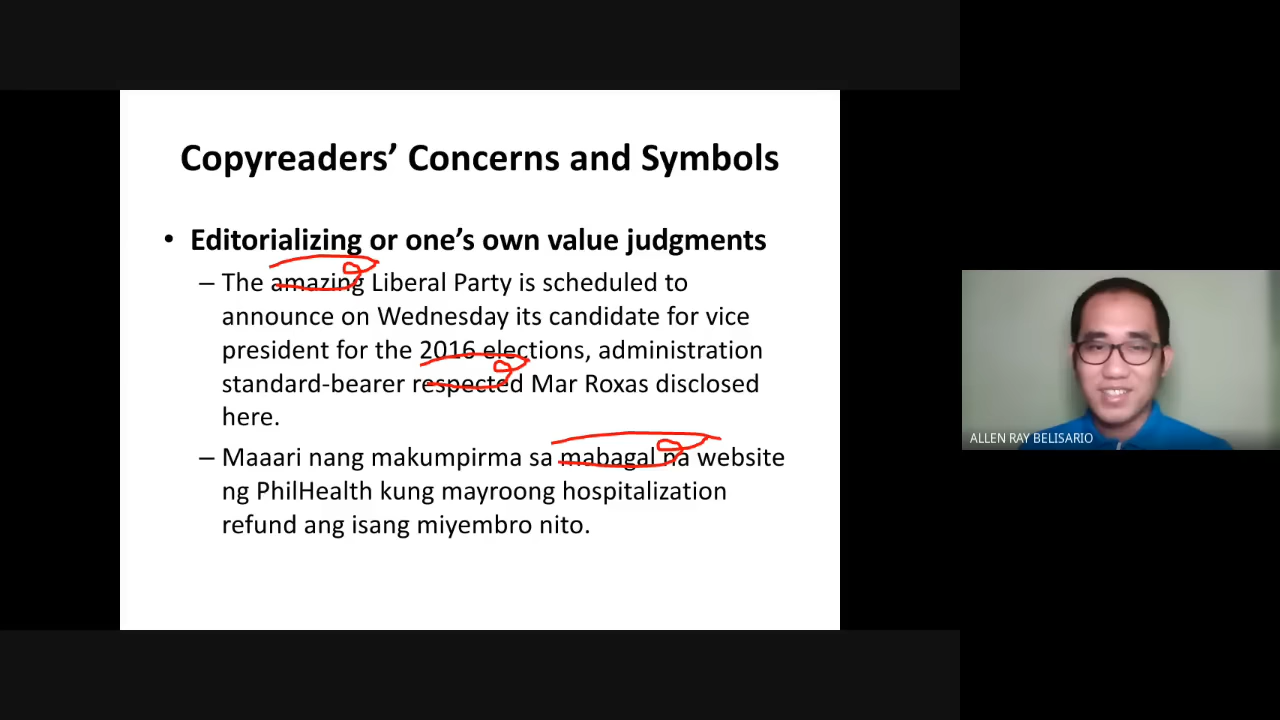 Copyreaders’ Concerns and Symbols
• Editorializing or one’s own value judgments
– The amazing Liberal Party is scheduled to
announce on Wednesday its candidate for vice
president for the 2016 elections, administration
standard-bearer respected Mar Roxas disclosed
here.
– Maaari nang makumpirma sa mabagal na website
ng PhilHealth kung mayroong hospitalization
refund ang isang miyembro nito.
ALLEN RAY BELISARIO